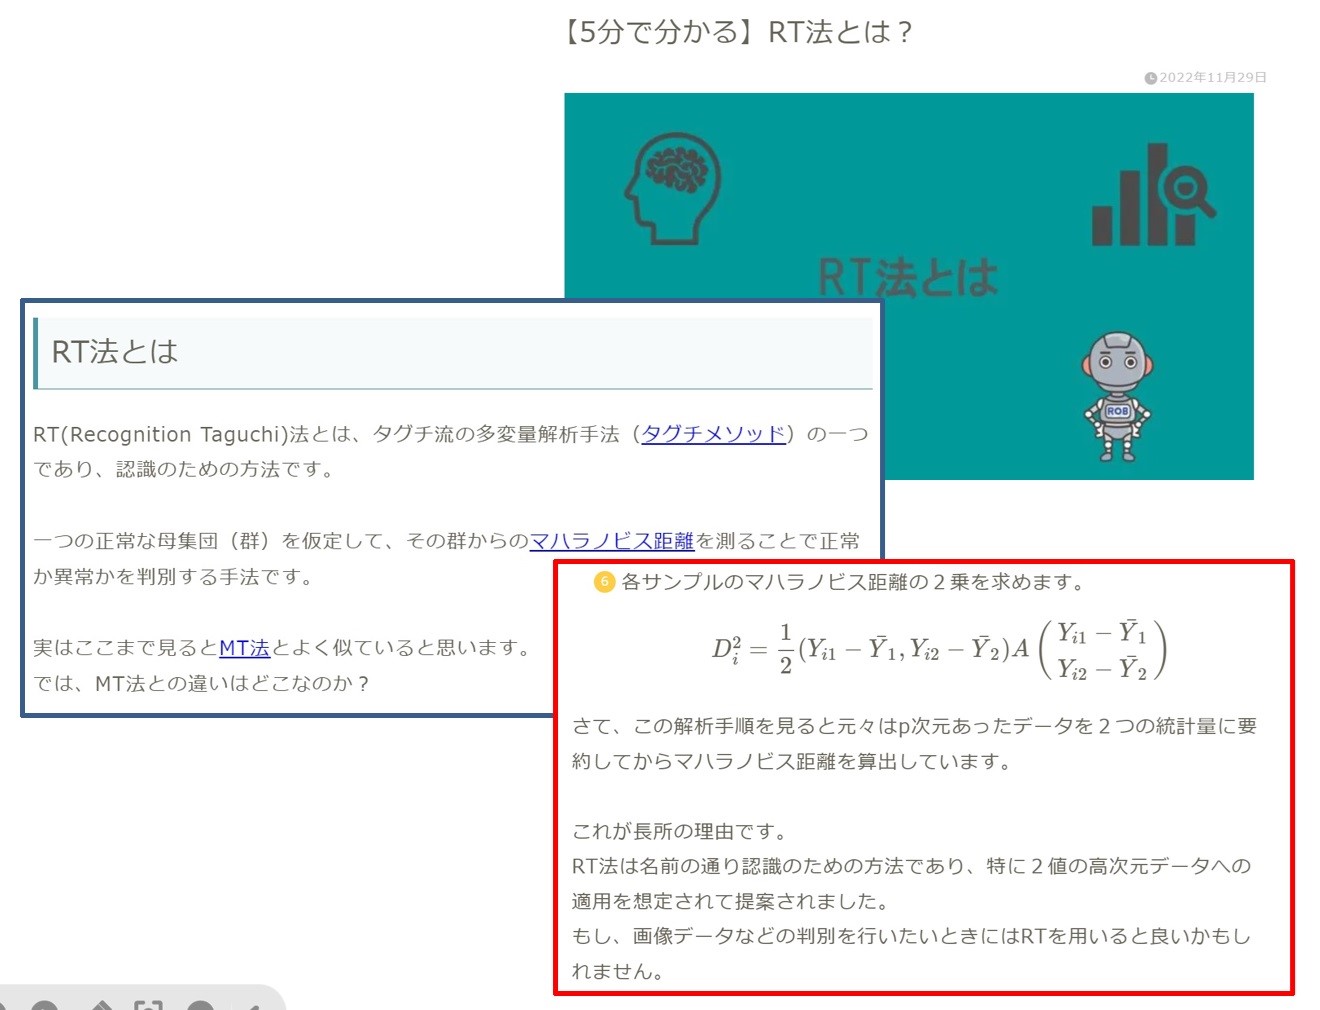 【5分で分かる】RT法とは？
2022年11月29日
RT法とは
ROB
RT法とは
RT(Recognition Taguchi)法とは、タグチ流の多変量解析手法（タグチメソッド）の一つ
であり、認識のための方法です。
一つの正常な母集団（群）を仮定して、その群からのマハラノビス距離を測ることで正常
か異常かを判別する手法です。
実はここまで見るとMT法とよく似ていると思います。
では、MT法との違いはどこなのか？
6 各サンプルのマハラノビス距離の２乗を求めます。
$D_i^2 = \frac{1}{2}(Y_{i1} - \bar{Y}_1, Y_{i2} - \bar{Y}_2)A\begin{pmatrix} Y_{i1} - \bar{Y}_1 \\ Y_{i2} - \bar{Y}_2 \end{pmatrix}$
さて、この解析手順を見ると元々はp次元あったデータを２つの統計量に要
約してからマハラノビス距離を算出しています。
これが長所の理由です。
RT法は名前の通り認識のための方法であり、特に２値の高次元データへの
適用を想定されて提案されました。
もし、画像データなどの判別を行いたいときにはRTを用いると良いかもし
れません。